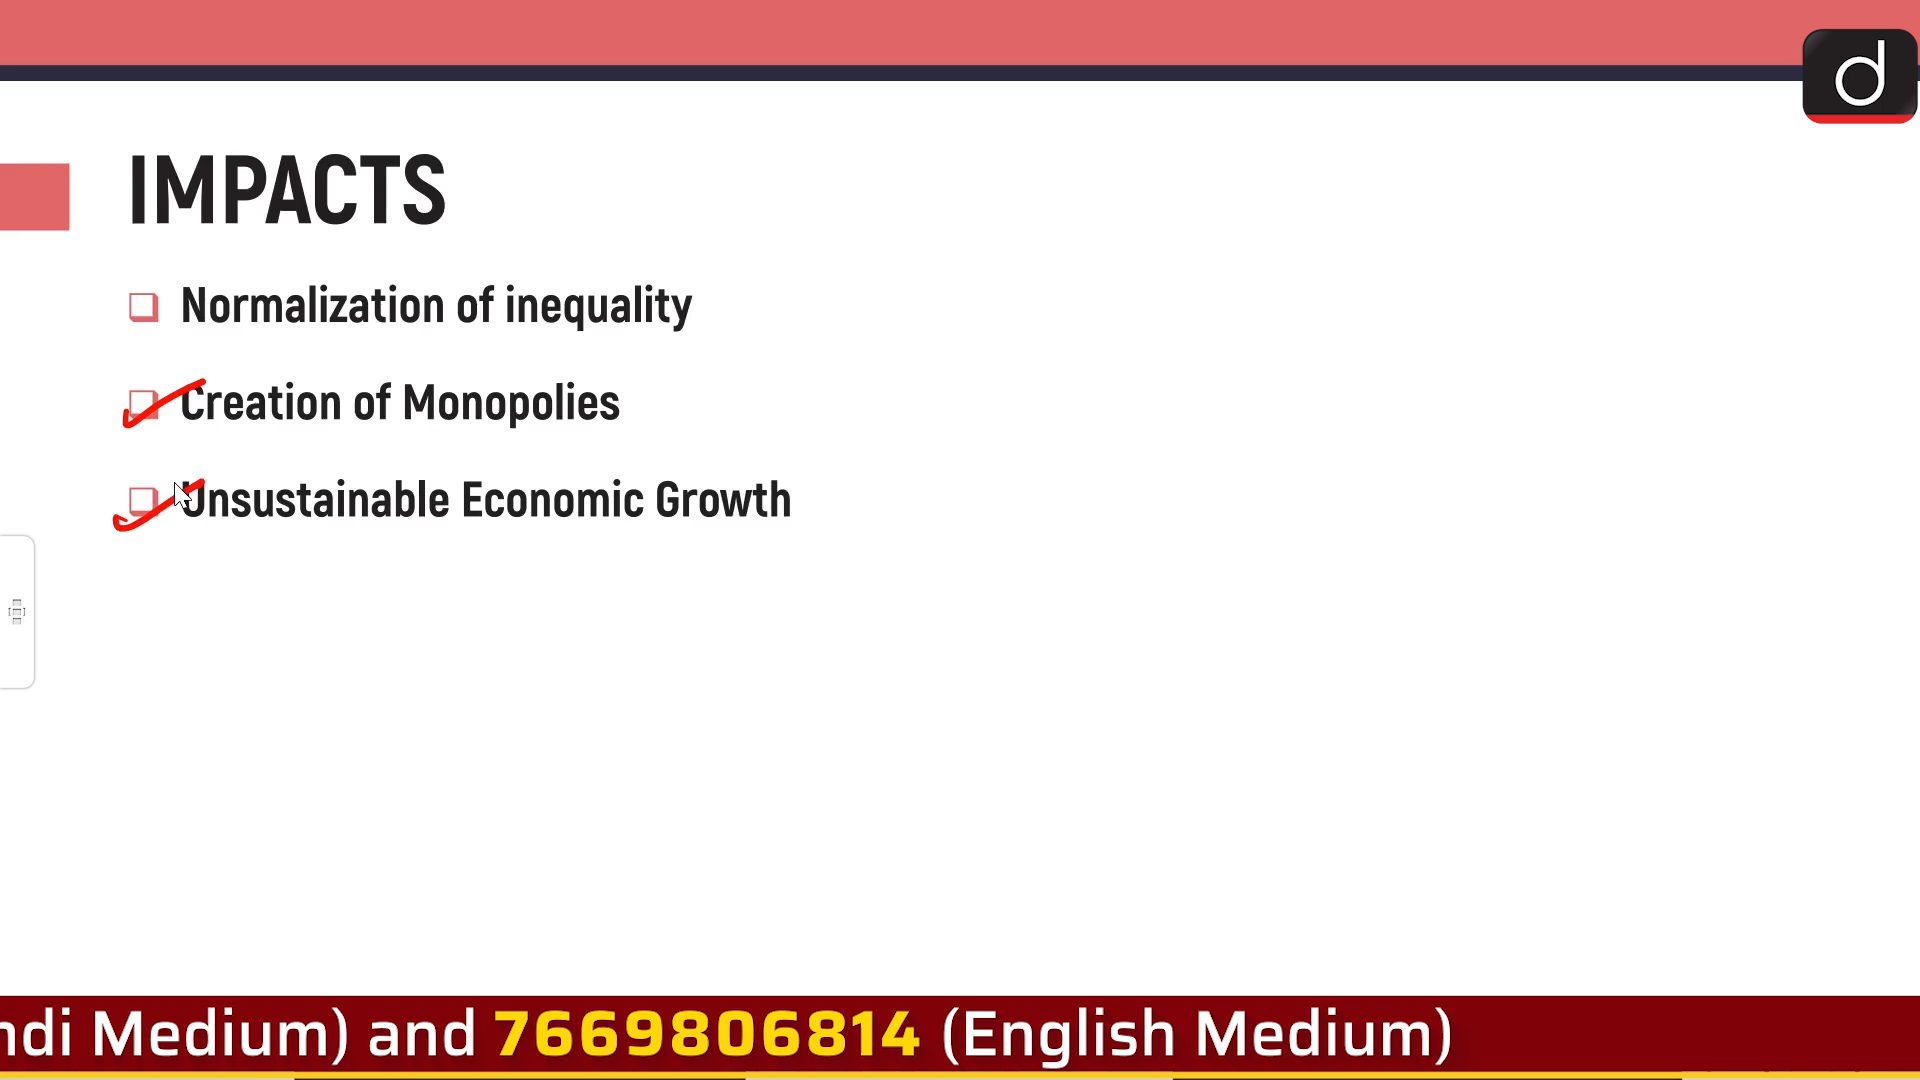 d
IMPACTS
Normalization of inequality
Creation of Monopolies
Unsustainable Economic Growth
ndi Medium) and 7669806814 (English Medium)